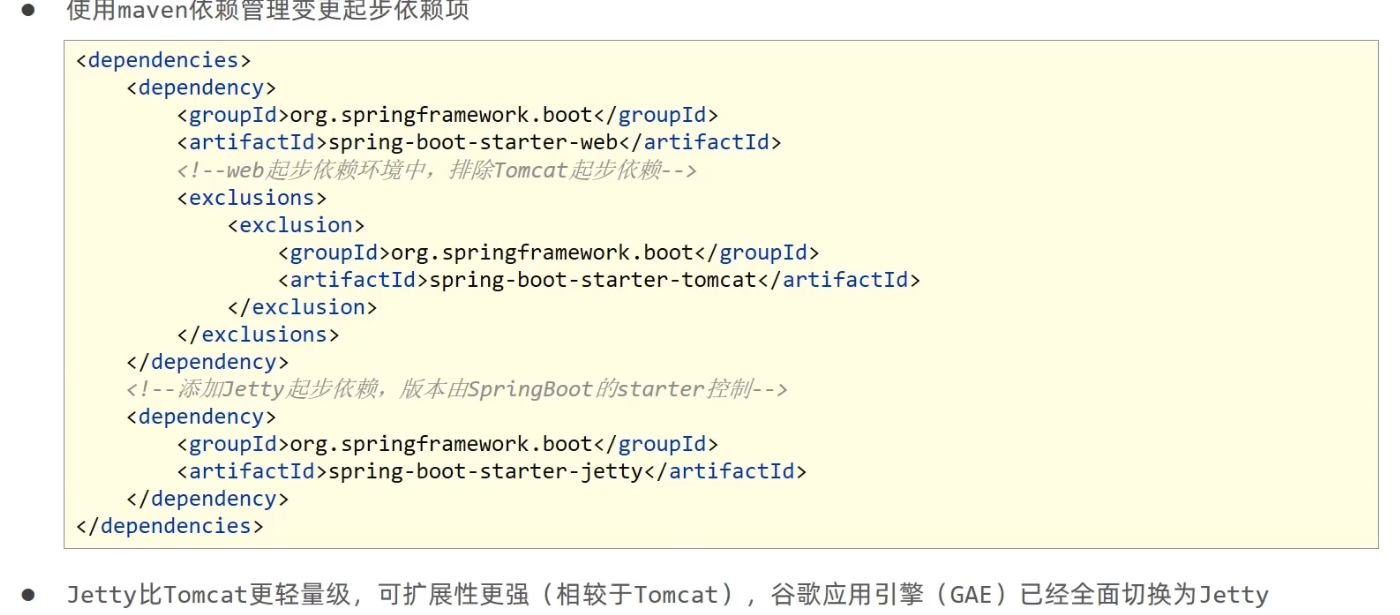 ● 使用maven依赖管理变更起步依赖项
<dependencies>
    <dependency>
        <groupId>org.springframework.boot</groupId>
        <artifactId>spring-boot-starter-web</artifactId>
        <!--web起步依赖环境中，排除Tomcat起步依赖-->
        <exclusions>
            <exclusion>
                <groupId>org.springframework.boot</groupId>
                <artifactId>spring-boot-starter-tomcat</artifactId>
            </exclusion>
        </exclusions>
    </dependency>
    <!--添加Jetty起步依赖，版本由SpringBoot的starter控制-->
    <dependency>
        <groupId>org.springframework.boot</groupId>
        <artifactId>spring-boot-starter-jetty</artifactId>
    </dependency>
</dependencies>
● Jetty比Tomcat更轻量级，可扩展性更强（相较于Tomcat），谷歌应用引擎（GAE）已经全面切换为Jetty